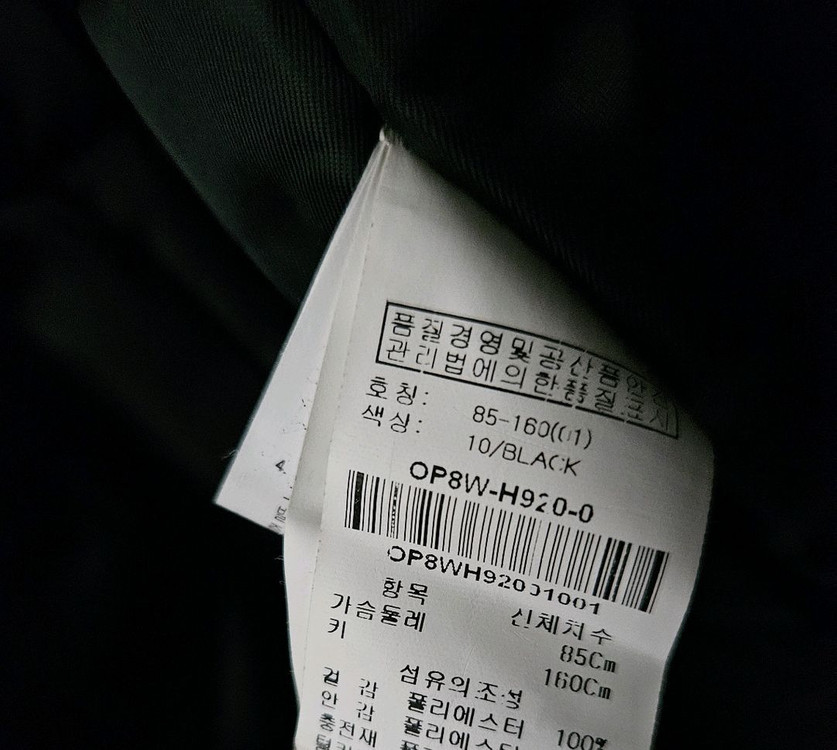 품질경영및공산품안전
관리법에의한품질표시
호칭: 85-160(01)
색상: 10/BLACK
OP8W-H920-0
OP8WH92001001
항목 신체치수
가슴둘레 85Cm
키 160Cm
섬유의조성
겉 감 폴리에스터 100%
안 감 폴리에스터
충전재